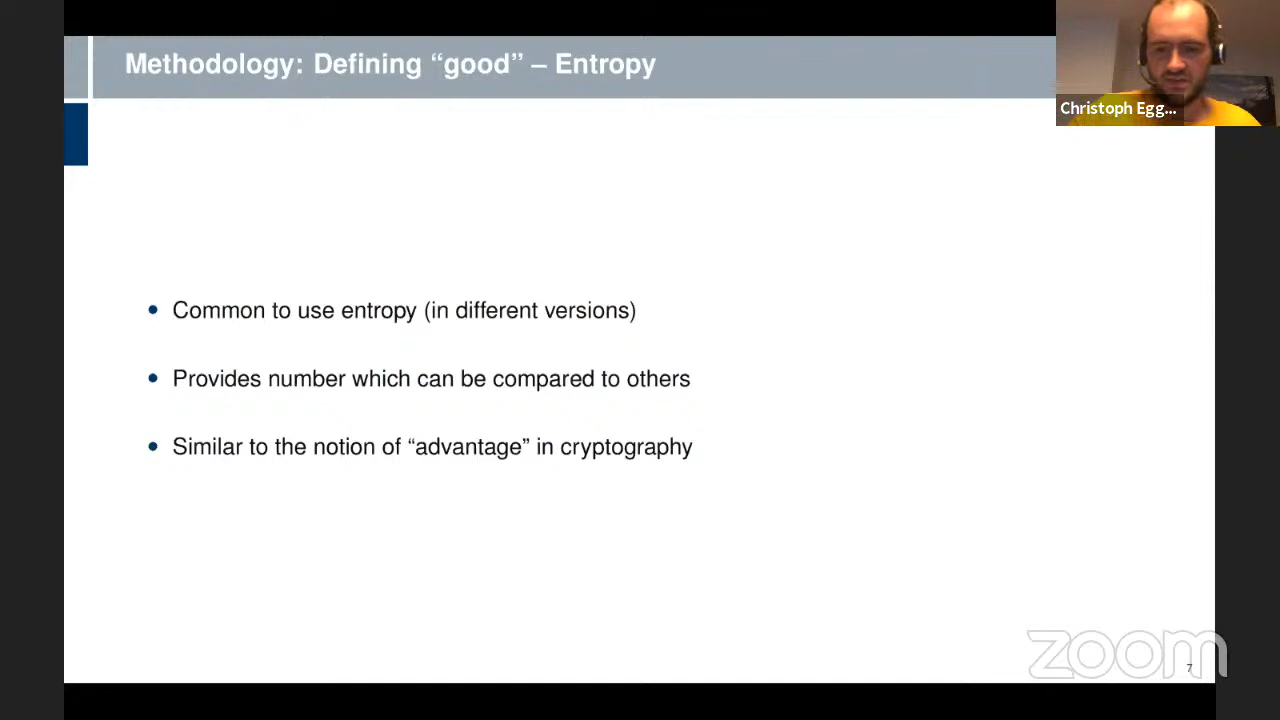 Methodology: Defining “good” – Entropy
Christoph Egg...
Common to use entropy (in different versions)
Provides number which can be compared to others
Similar to the notion of “advantage” in cryptography
zoom
7